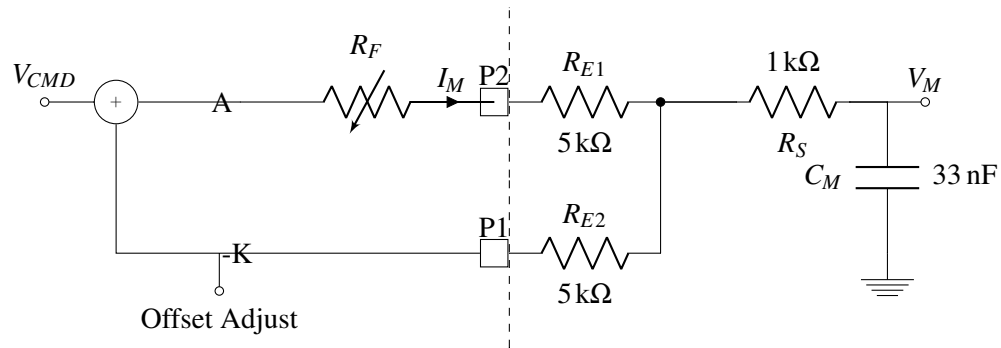 V_CMD
+
A
R_F
I_M
P2
R_E1
5 kΩ
1 kΩ
R_S
V_M
C_M
33 nF
P1
R_E2
5 kΩ
-K
Offset Adjust